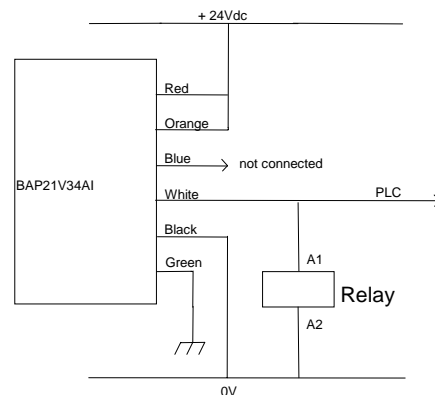 + 24Vdc
Red
Orange
Blue
not connected
BAP21V34AI
White
PLC
Black
Green
A1
Relay
A2
0V